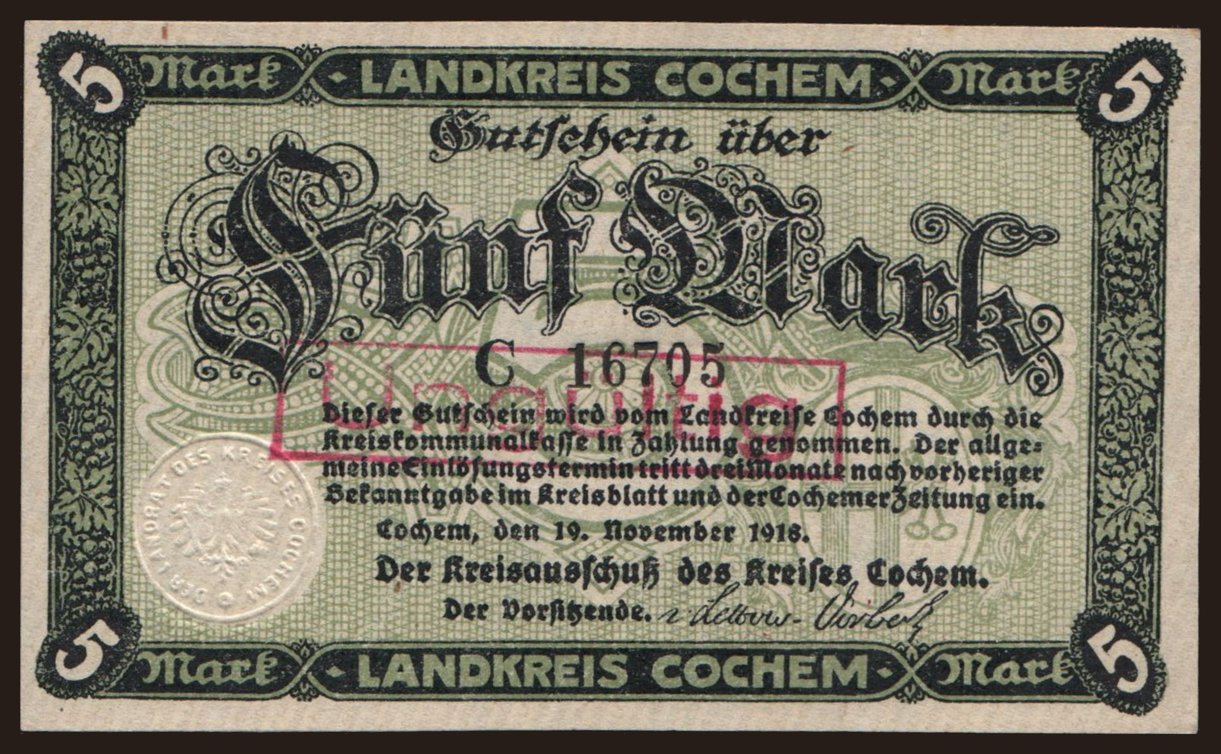 5 Mark · LANDKREIS COCHEM · Mark 5
Gutschein über
Fünf Mark
C 16705
Ungültig
Dieser Gutschein wird vom Landkreise Cochem durch die
Kreiskommunalkasse in Zahlung genommen. Der allge-
meine Einlösungstermin tritt drei Monate nach vorheriger
Bekanntgabe im Kreisblatt und der Cochemer Zeitung ein.
DER LANDRAT DES KREISES COCHEM
Cochem, den 19. November 1918.
Der Kreisausschuß des Kreises Cochem.
Der Vorsitzende. v Lettow-Vorbeck
5 Mark · LANDKREIS COCHEM · Mark 5